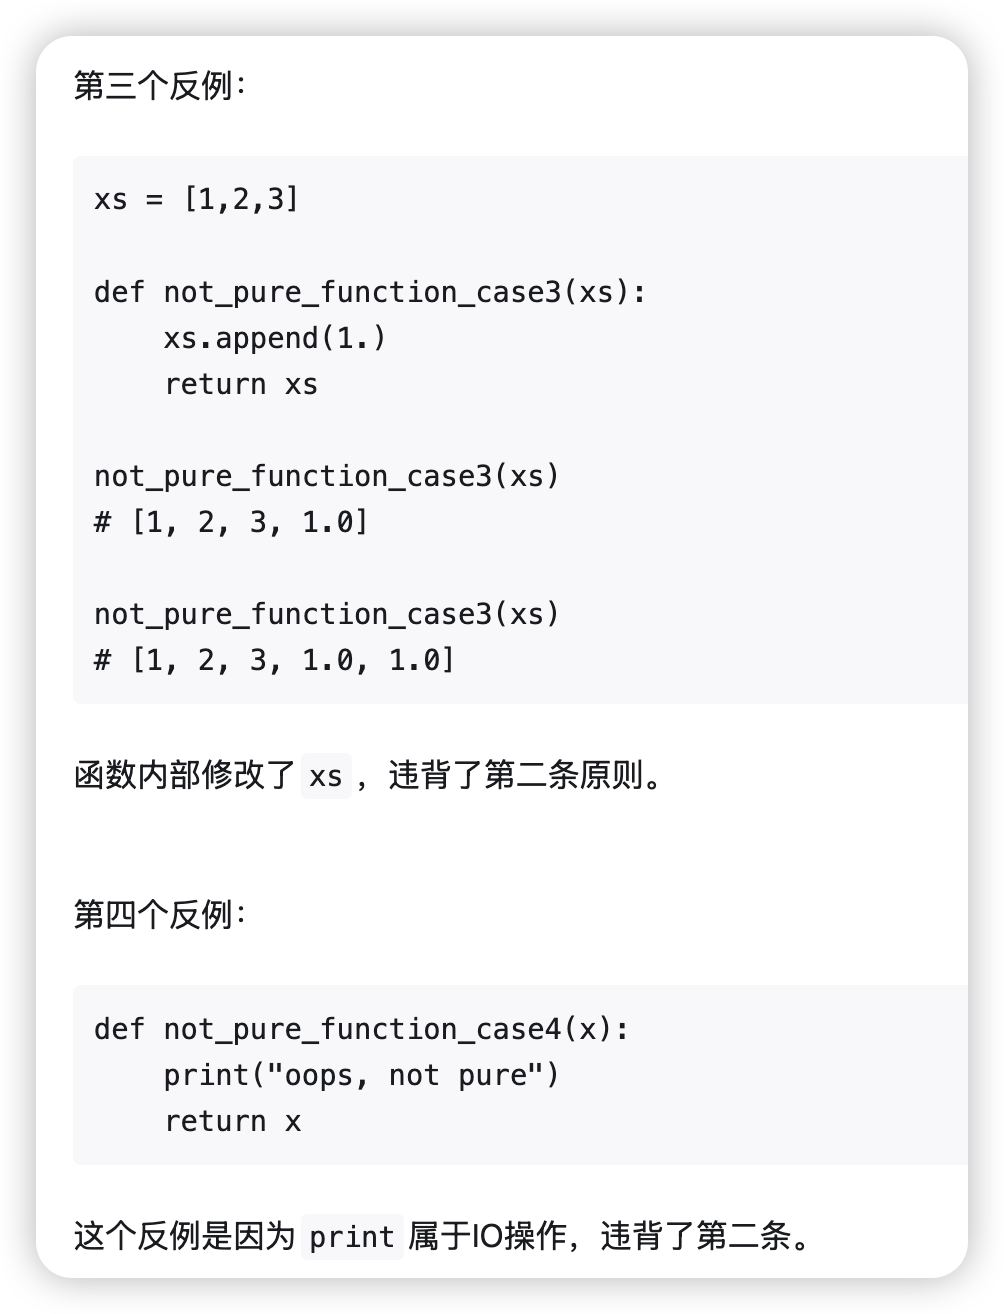 第三个反例：
xs = [1,2,3]
def not_pure_function_case3(xs):
    xs.append(1.)
    return xs
not_pure_function_case3(xs)
# [1, 2, 3, 1.0]
not_pure_function_case3(xs)
# [1, 2, 3, 1.0, 1.0]
函数内部修改了 xs ，违背了第二条原则。
第四个反例：
def not_pure_function_case4(x):
    print("oops, not pure")
    return x
这个反例是因为 print 属于IO操作，违背了第二条。